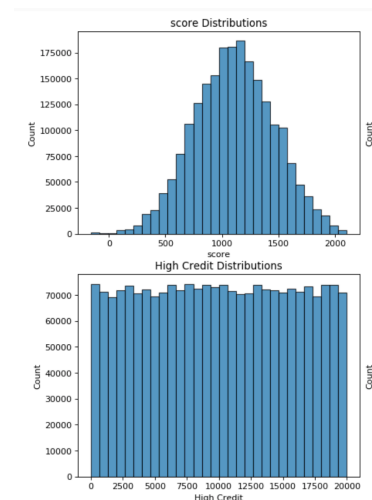 score Distributions
175000
150000
125000
100000
75000
50000
25000
0
Count
Count
0 500 1000 1500 2000
score
High Credit Distributions
70000
60000
50000
40000
30000
20000
10000
0
Count
Count
0 2500 5000 7500 10000 12500 15000 17500 20000
High Credit